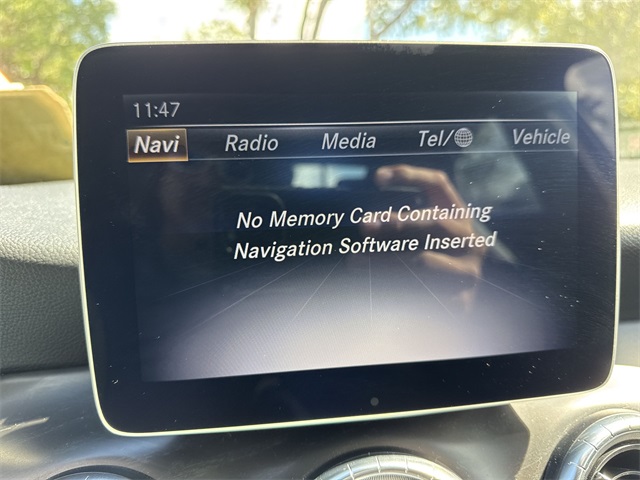 11:47
Navi Radio Media Tel/ Vehicle
No Memory Card Containing
Navigation Software Inserted